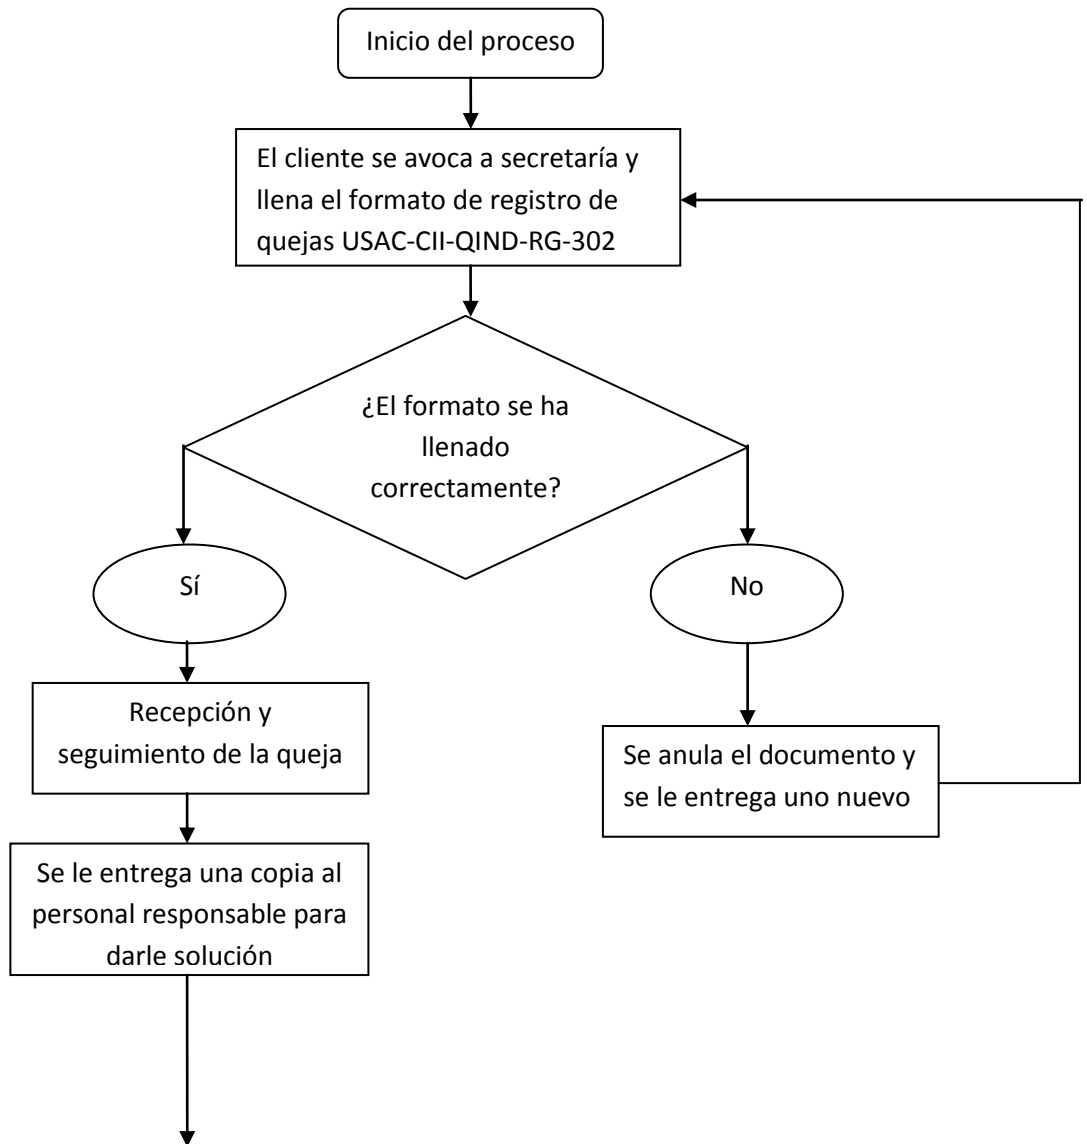 Inicio del proceso
El cliente se avoca a secretaría y
llena el formato de registro de
quejas USAC-CII-QIND-RG-302
¿El formato se ha
llenado
correctamente?
Sí
No
Recepción y
seguimiento de la queja
Se anula el documento y
se le entrega uno nuevo
Se le entrega una copia al
personal responsable para
darle solución